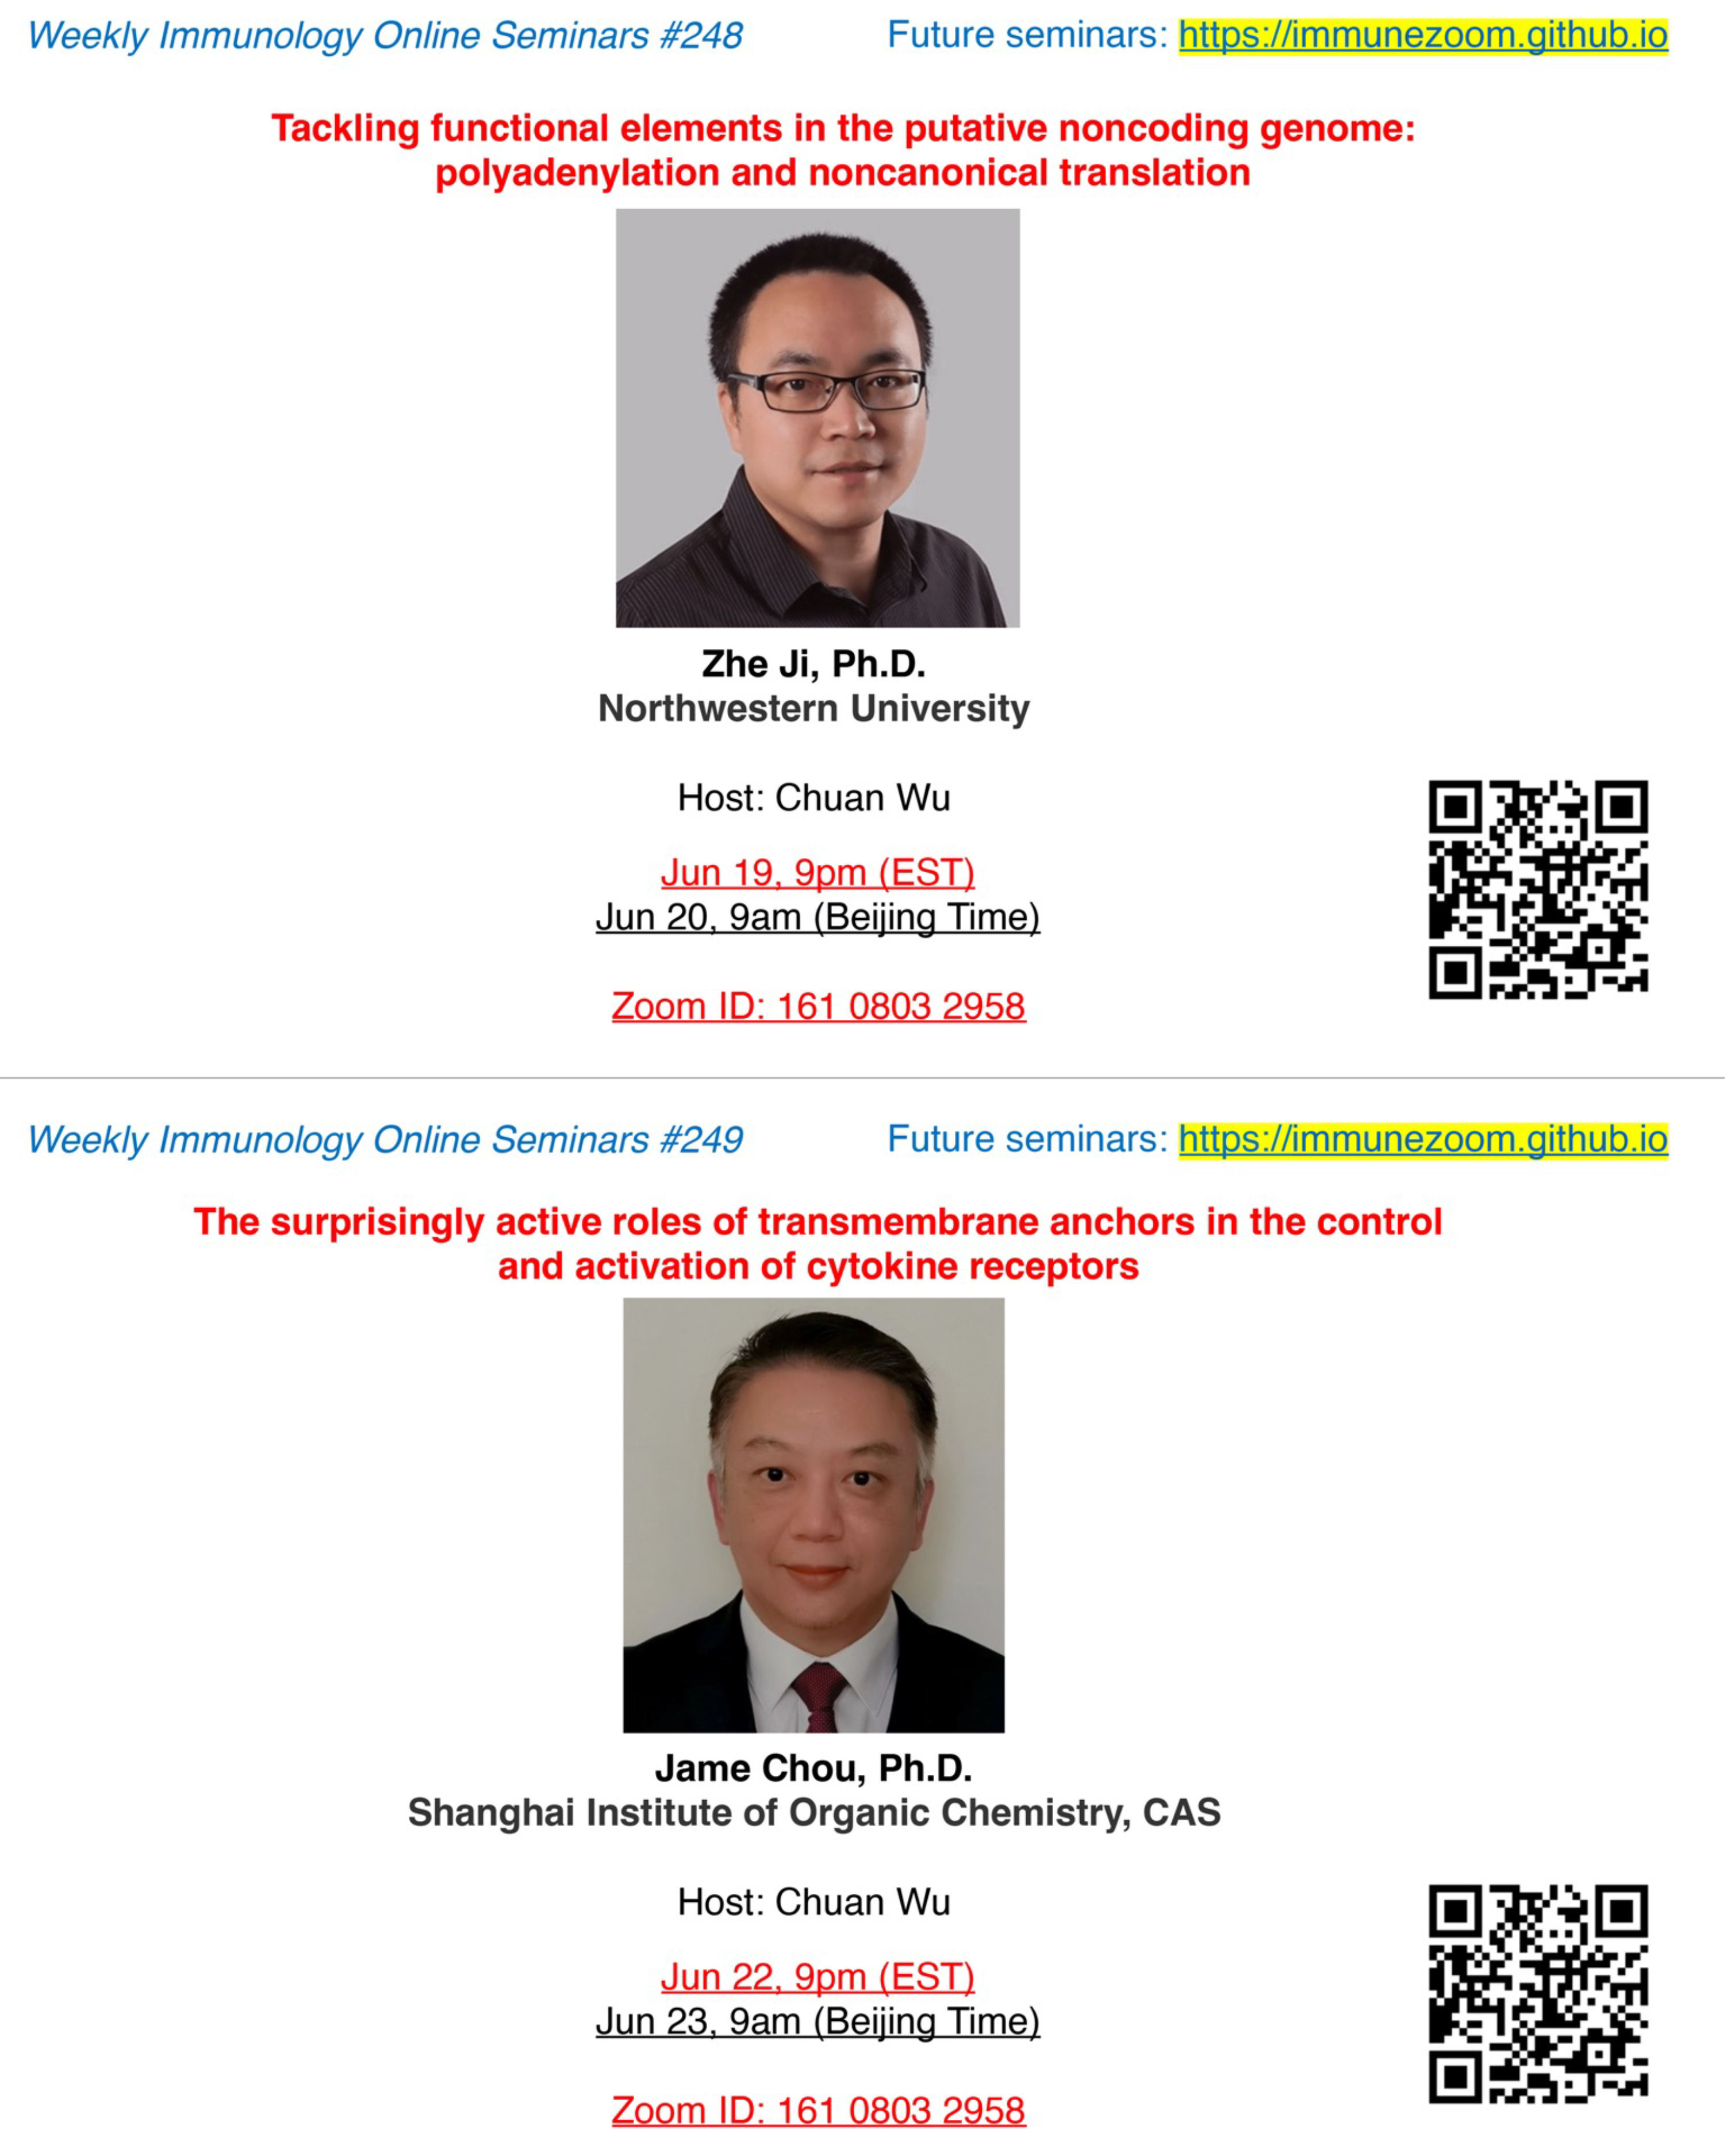 Weekly Immunology Online Seminars #248
Future seminars: https://immunezoom.github.io
Tackling functional elements in the putative noncoding genome:
polyadenylation and noncanonical translation
Zhe Ji, Ph.D.
Northwestern University
Host: Chuan Wu
Jun 19, 9pm (EST)
Jun 20, 9am (Beijing Time)
Zoom ID: 161 0803 2958
Weekly Immunology Online Seminars #249
Future seminars: https://immunezoom.github.io
The surprisingly active roles of transmembrane anchors in the control
and activation of cytokine receptors
Jame Chou, Ph.D.
Shanghai Institute of Organic Chemistry, CAS
Host: Chuan Wu
Jun 22, 9pm (EST)
Jun 23, 9am (Beijing Time)
Zoom ID: 161 0803 2958